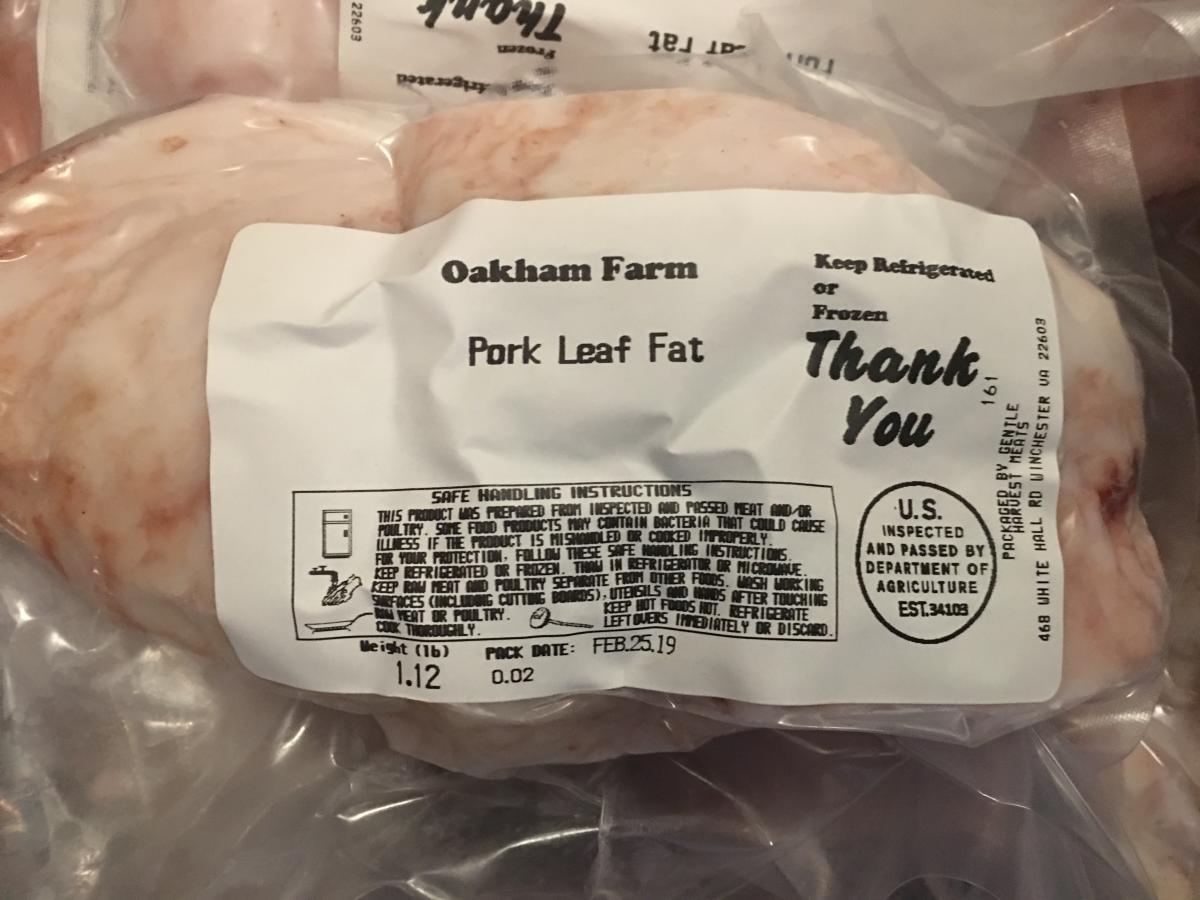 22603
Thank
Frozen
Oakham Farm
Keep Refrigerated
or
Frozen
Pork Leaf Fat
Thank
You
161
PACKAGED BY GENTLE
HARVEST MEATS
468 WHITE HALL RD WINCHESTER VA 22603
SAFE HANDLING INSTRUCTIONS
THIS PRODUCT WAS PREPARED FROM INSPECTED AND PASSED MEAT AND/OR
POULTRY. SOME FOOD PRODUCTS MAY CONTAIN BACTERIA THAT COULD CAUSE
ILLNESS IF THE PRODUCT IS MISHANDLED OR COOKED IMPROPERLY.
FOR YOUR PROTECTION, FOLLOW THESE SAFE HANDLING INSTRUCTIONS.
KEEP REFRIGERATED OR FROZEN. THAW IN REFRIGERATOR OR MICROWAVE.
KEEP RAW MEAT AND POULTRY SEPARATE FROM OTHER FOODS. WASH WORKING
SURFACES (INCLUDING CUTTING BOARDS), UTENSILS AND HANDS AFTER TOUCHING
RAW MEAT OR POULTRY. KEEP HOT FOODS HOT. REFRIGERATE
COOK THOROUGHLY. LEFTOVERS IMMEDIATELY OR DISCARD.
U.S.
INSPECTED
AND PASSED BY
DEPARTMENT OF
AGRICULTURE
EST.34103
Weight (lb) PACK DATE: FEB.25.19
1.12 0.02